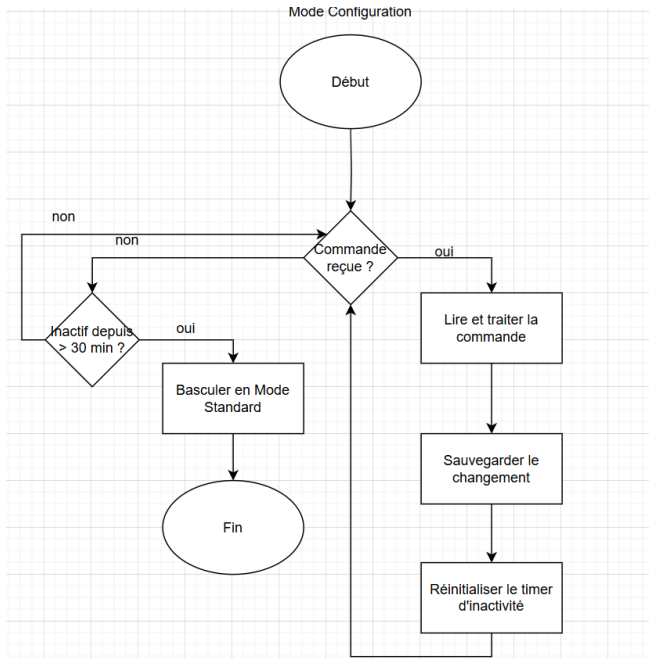 Mode Configuration
Début
non
non
Commande
reçue ?
oui
Inactif depuis
> 30 min ?
oui
Lire et traiter la
commande
Basculer en Mode
Standard
Sauvegarder le
changement
Fin
Réinitialiser le timer
d'inactivité